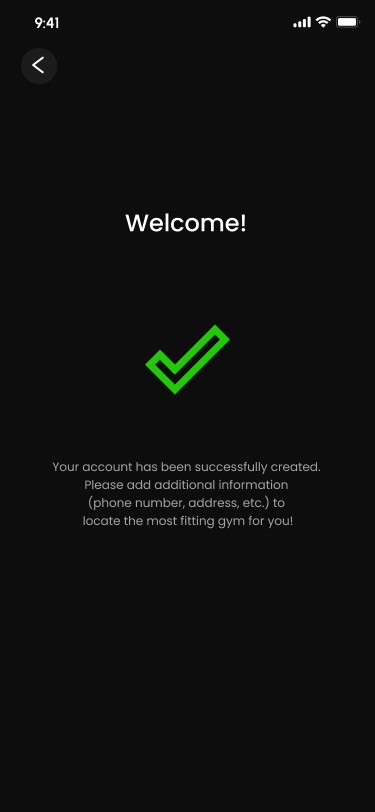 9:41
Welcome!
Your account has been successfully created.
Please add additional information
(phone number, address, etc.) to
locate the most fitting gym for you!